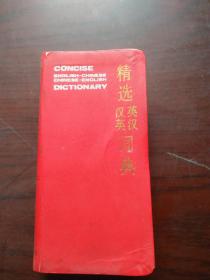 CONCISE
ENGLISH-CHINESE
CHINESE-ENGLISH
DICTIONARY
精选
英汉
汉英
词典